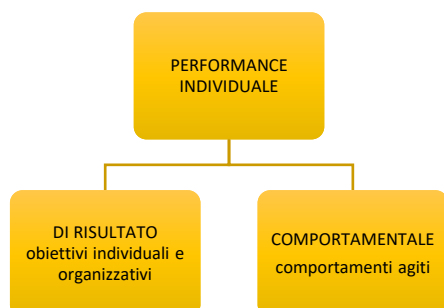 PERFORMANCE
INDIVIDUALE
DI RISULTATO
obiettivi individuali e
organizzativi
COMPORTAMENTALE
comportamenti agiti